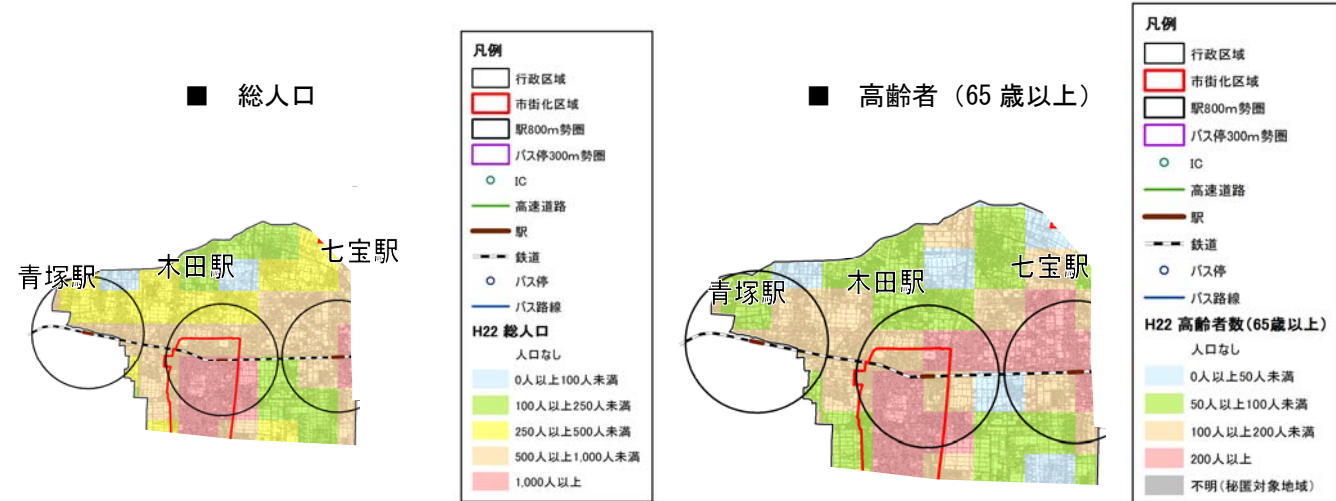 ■ 総人口
青塚駅
木田駅
七宝駅
凡例
行政区域
市街化区域
駅800m勢圏
バス停300m勢圏
IC
高速道路
駅
鉄道
バス停
バス路線
H22 総人口
人口なし
0人以上100人未満
100人以上250人未満
250人以上500人未満
500人以上1,000人未満
1,000人以上
■ 高齢者（65 歳以上）
青塚駅
木田駅
七宝駅
凡例
行政区域
市街化区域
駅800m勢圏
バス停300m勢圏
IC
高速道路
駅
鉄道
バス停
バス路線
H22 高齢者数(65歳以上)
人口なし
0人以上50人未満
50人以上100人未満
100人以上200人未満
200人以上
不明(秘匿対象地域)